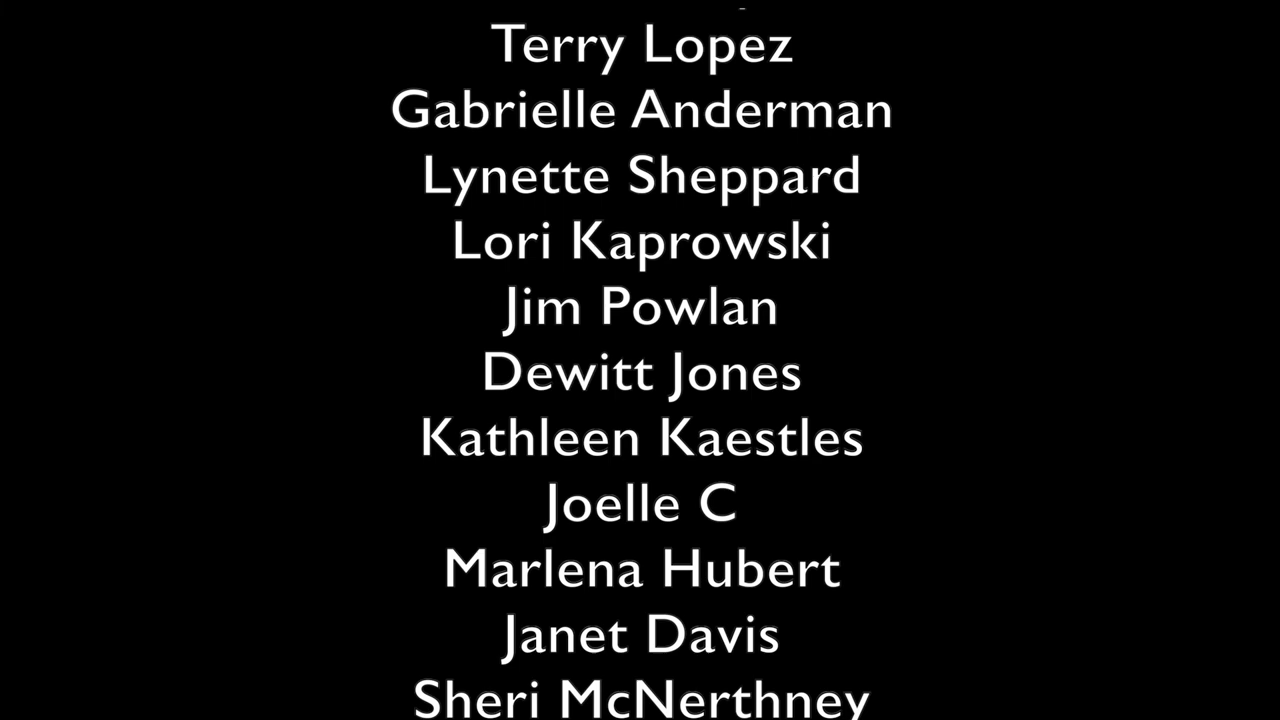 Terry Lopez
Gabrielle Anderman
Lynette Sheppard
Lori Kaprowski
Jim Powlan
Dewitt Jones
Kathleen Kaestles
Joelle C
Marlena Hubert
Janet Davis
Sheri McNerthney